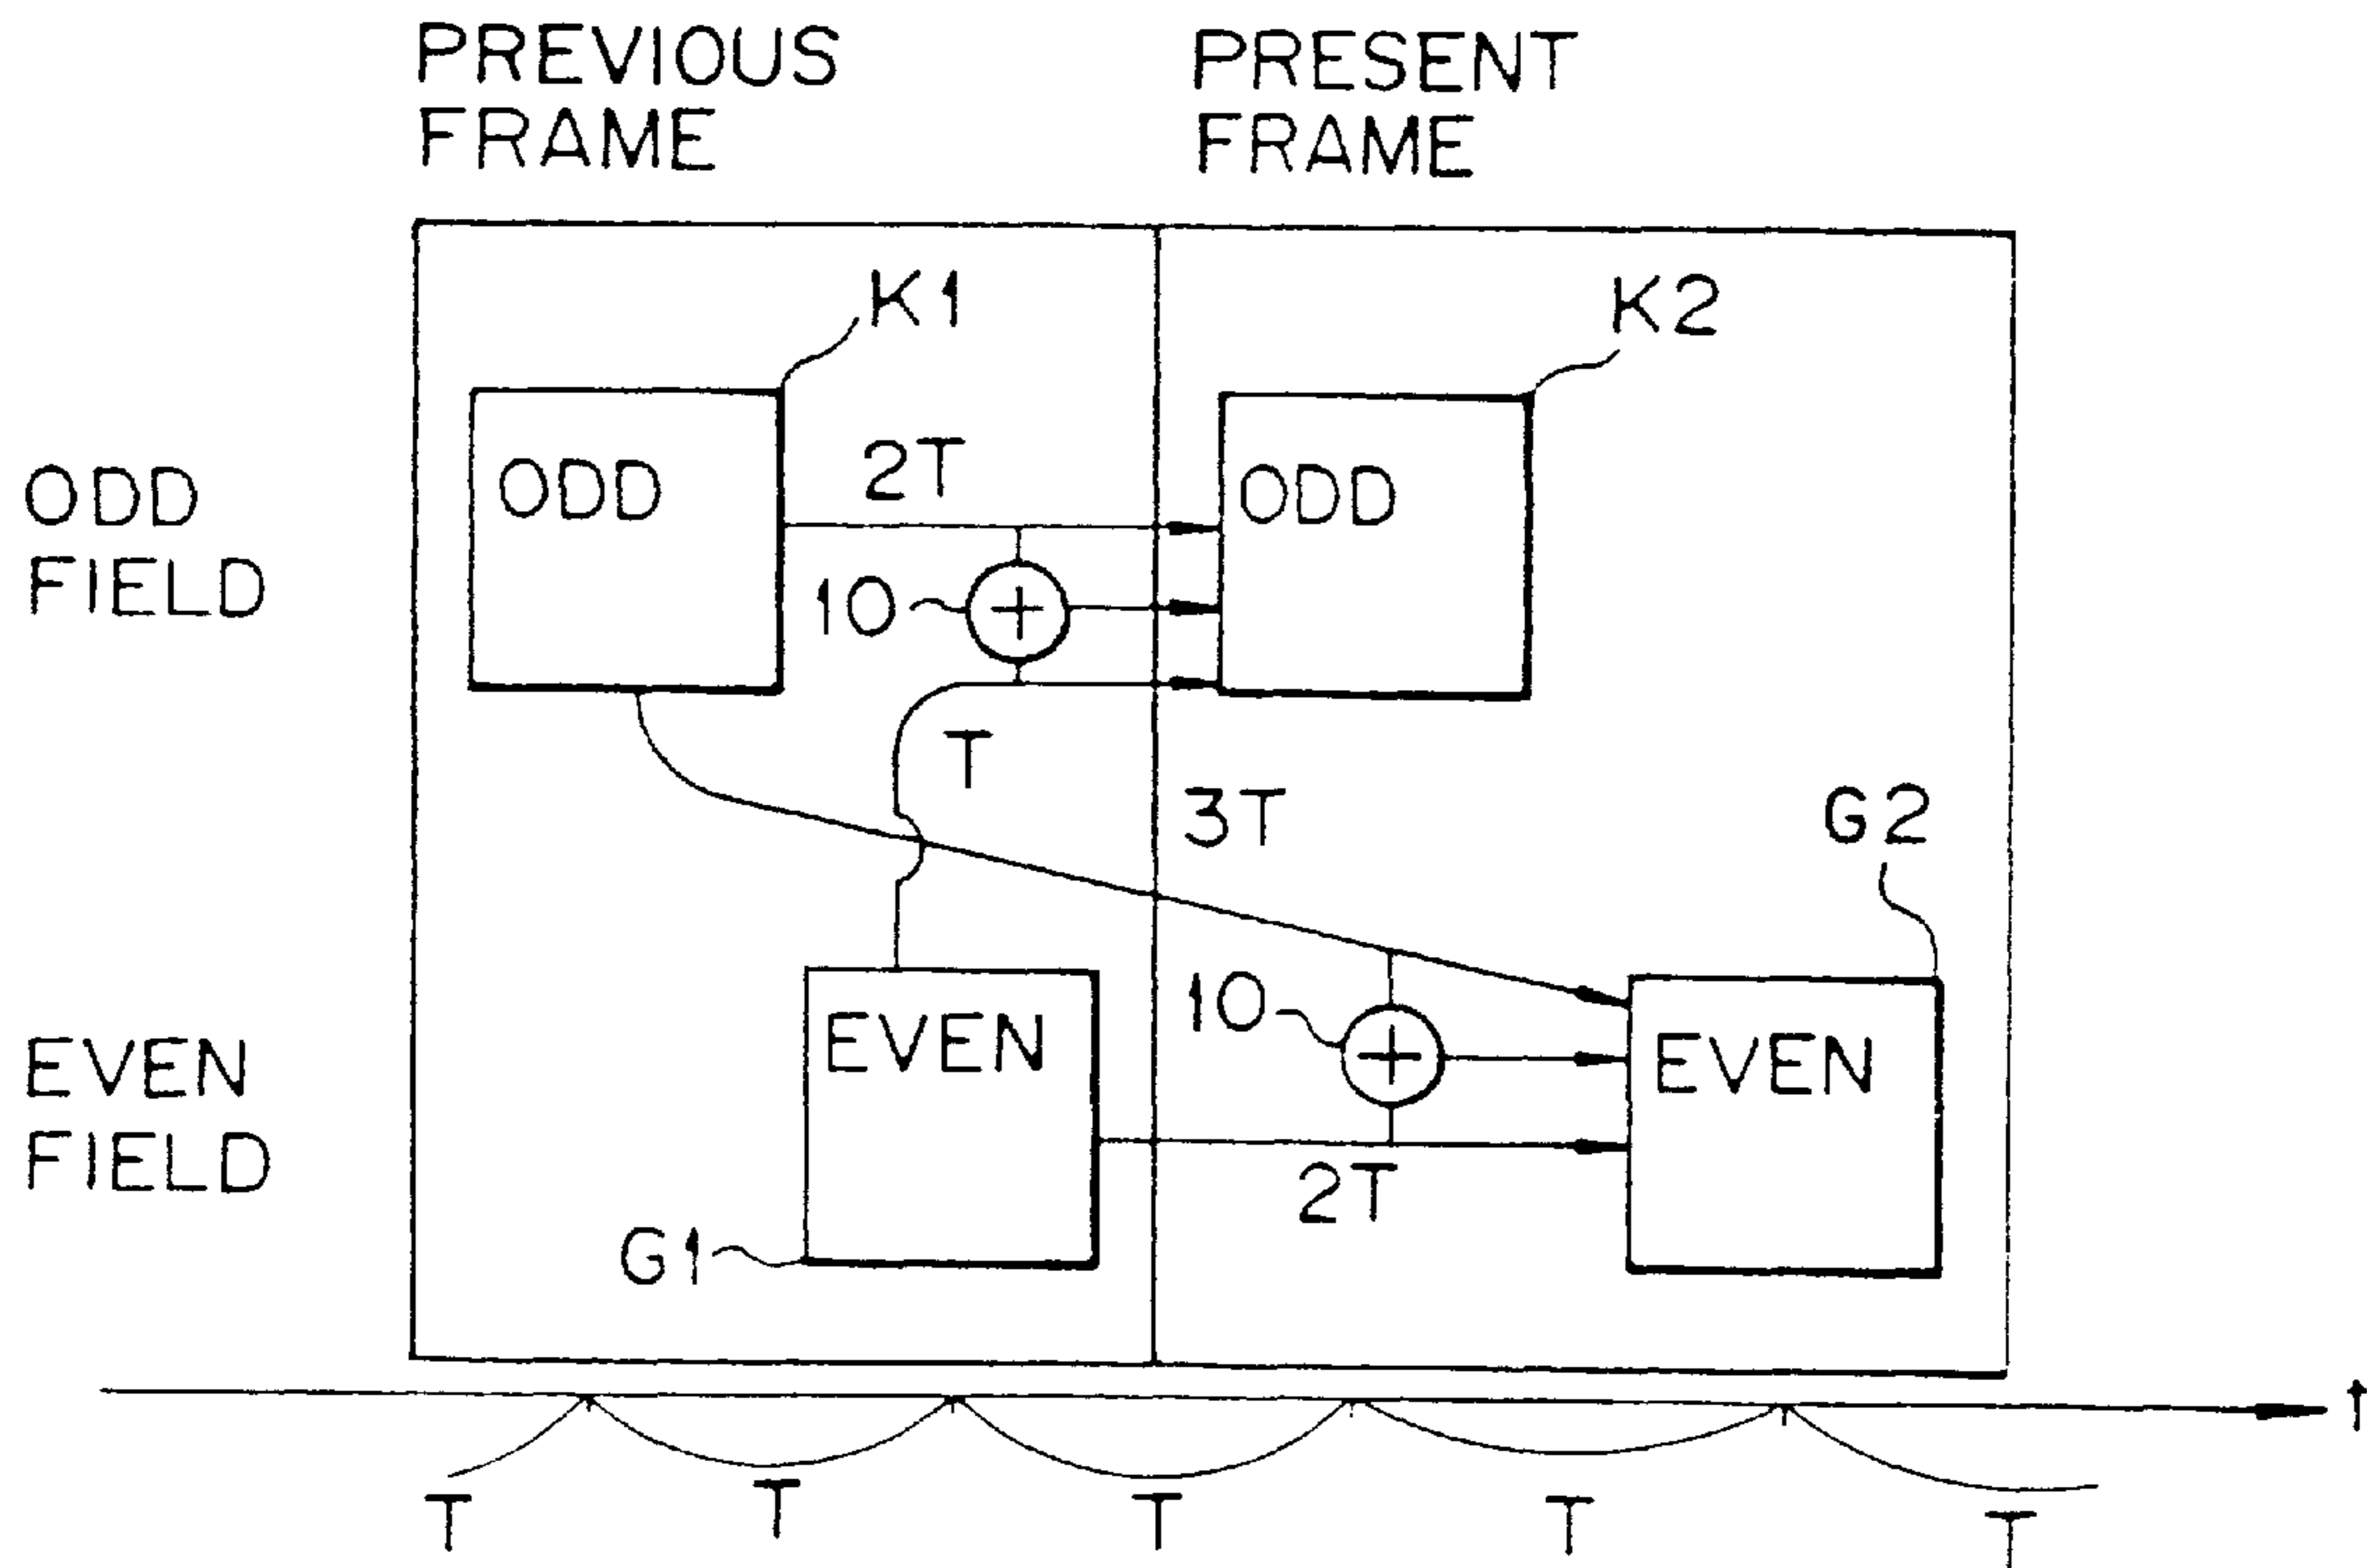 PREVIOUS
FRAME
PRESENT
FRAME
K1
K2
ODD
FIELD
ODD
2T
ODD
10
T
3T
G2
EVEN
FIELD
EVEN
10
EVEN
2T
G1
t
T
T
T
T
T